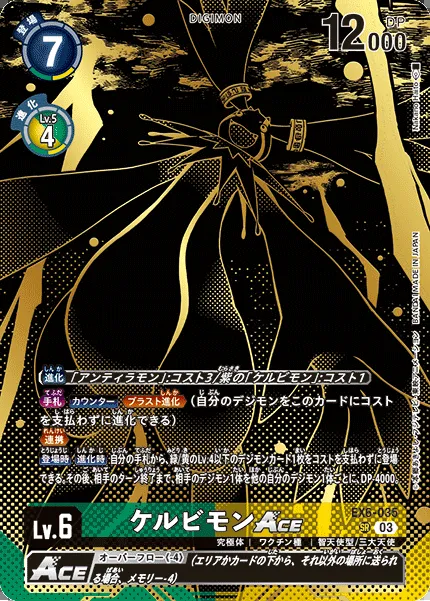 DIGIMON
登場
7
12000
DP
進化
Lv.5
4
BANDAI MADE IN JAPAN
進化 「アンティラモン」:コスト3/紫の「ケルビモン」:コスト1
手札 カウンター ブラスト進化 (自分のデジモンをこのカードにコスト
を支払わずに進化できる)
連携
登場時 進化時 自分の手札から、緑/黄のLv.4以下のデジモンカード1枚をコストを支払わずに登場
できる。その後、相手のターン終了まで、相手のデジモン1体を他の自分のデジモン1体ごとに、DP-4000。
EX6-035
Lv.6
ケルビモンACE
SR 03
究極体 ワクチン種 智天使型/三大天使
ACE
オーバーフロー《-4》
(エリアかカードの下から、それ以外の場所に送られ
る場合、メモリー-4)